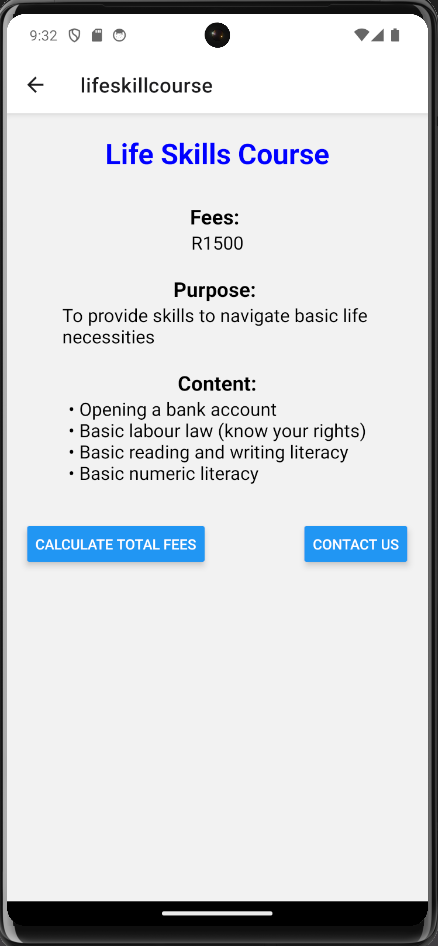 9:32
lifeskillcourse
Life Skills Course
Fees:
R1500
Purpose:
To provide skills to navigate basic life
necessities
Content:
• Opening a bank account
• Basic labour law (know your rights)
• Basic reading and writing literacy
• Basic numeric literacy
CALCULATE TOTAL FEES
CONTACT US